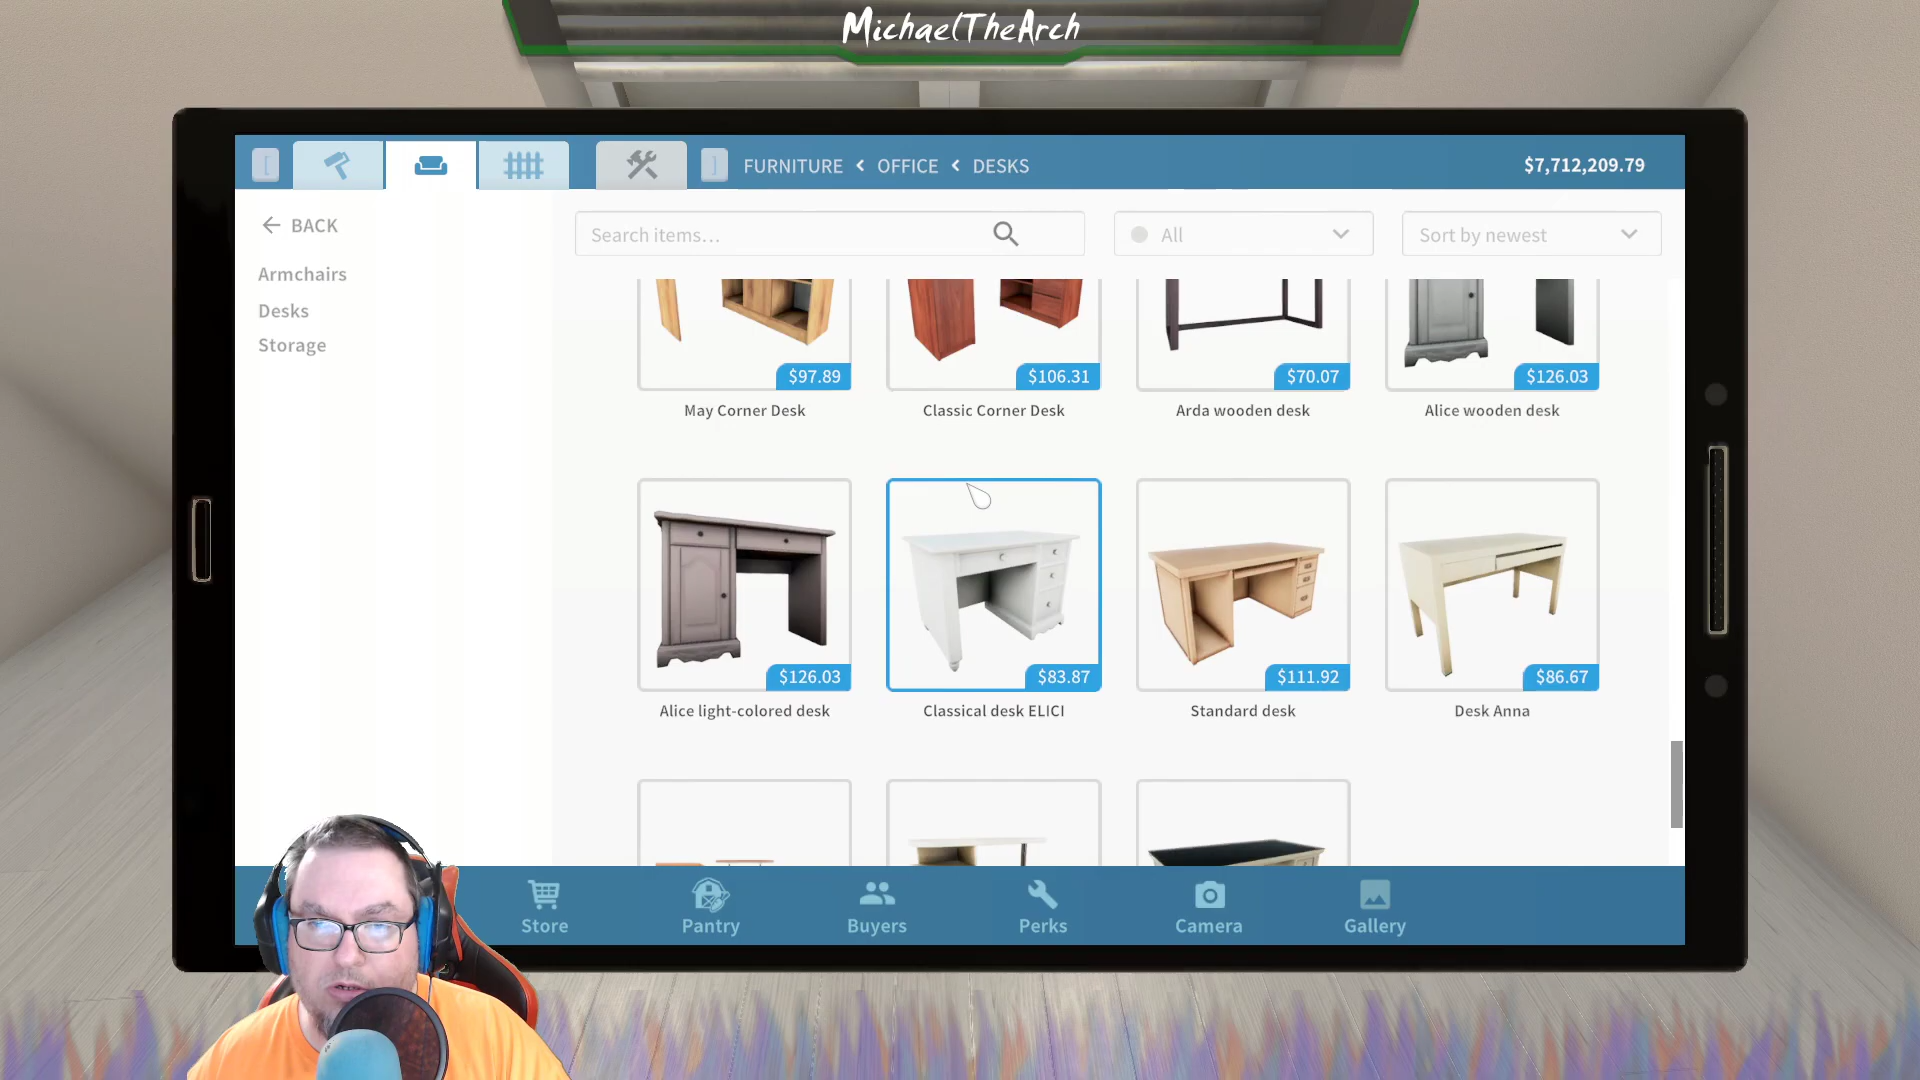 MichaelTheArch
[
]
FURNITURE < OFFICE < DESKS
$7,712,209.79
BACK
Search items...
All
Sort by newest
Armchairs
Desks
Storage
$97.89
$106.31
$70.07
$126.03
May Corner Desk
Classic Corner Desk
Arda wooden desk
Alice wooden desk
$126.03
$83.87
$111.92
$86.67
Alice light-colored desk
Classical desk ELICI
Standard desk
Desk Anna
Store
Pantry
Buyers
Perks
Camera
Gallery